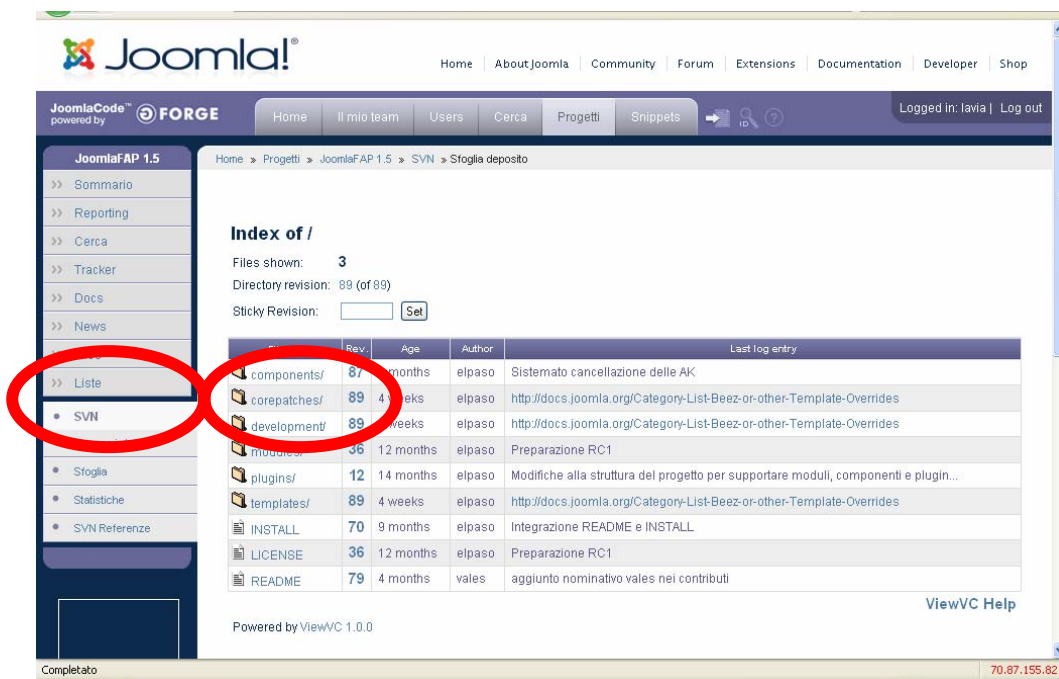 Joomla!®
Home About Joomla Community Forum Extensions Documentation Developer Shop
JoomlaCode™ powered by FORGE
Home Il mio team Users Cerca Progetti Snippets ID ?
Logged in: lavia | Log out
JoomlaFAP 1.5
Home » Progetti » JoomlaFAP 1.5 » SVN » Sfoglia deposito
>> Sommario
>> Reporting
>> Cerca
>> Tracker
>> Docs
>> News
>> Liste
• SVN
• Sfoglia
• Statistiche
• SVN Referenze
Index of /
Files shown: 3
Directory revision: 89 (of 89)
Sticky Revision: Set
Rev. Age Author Last log entry
components/ 87 months elpaso Sistemato cancellazione delle AK
corepatches/ 89 4 weeks elpaso http://docs.joomla.org/Category-List-Beez-or-other-Template-Overrides
development/ 89 weeks elpaso http://docs.joomla.org/Category-List-Beez-or-other-Template-Overrides
modules/ 36 12 months elpaso Preparazione RC1
plugins/ 12 14 months elpaso Modifiche alla struttura del progetto per supportare moduli, componenti e plugin...
templates/ 89 4 weeks elpaso http://docs.joomla.org/Category-List-Beez-or-other-Template-Overrides
INSTALL 70 9 months elpaso Integrazione README e INSTALL
LICENSE 36 12 months elpaso Preparazione RC1
README 79 4 months vales aggiunto nominativo vales nei contributi
ViewVC Help
Powered by ViewVC 1.0.0
Completato
70.87.155.82